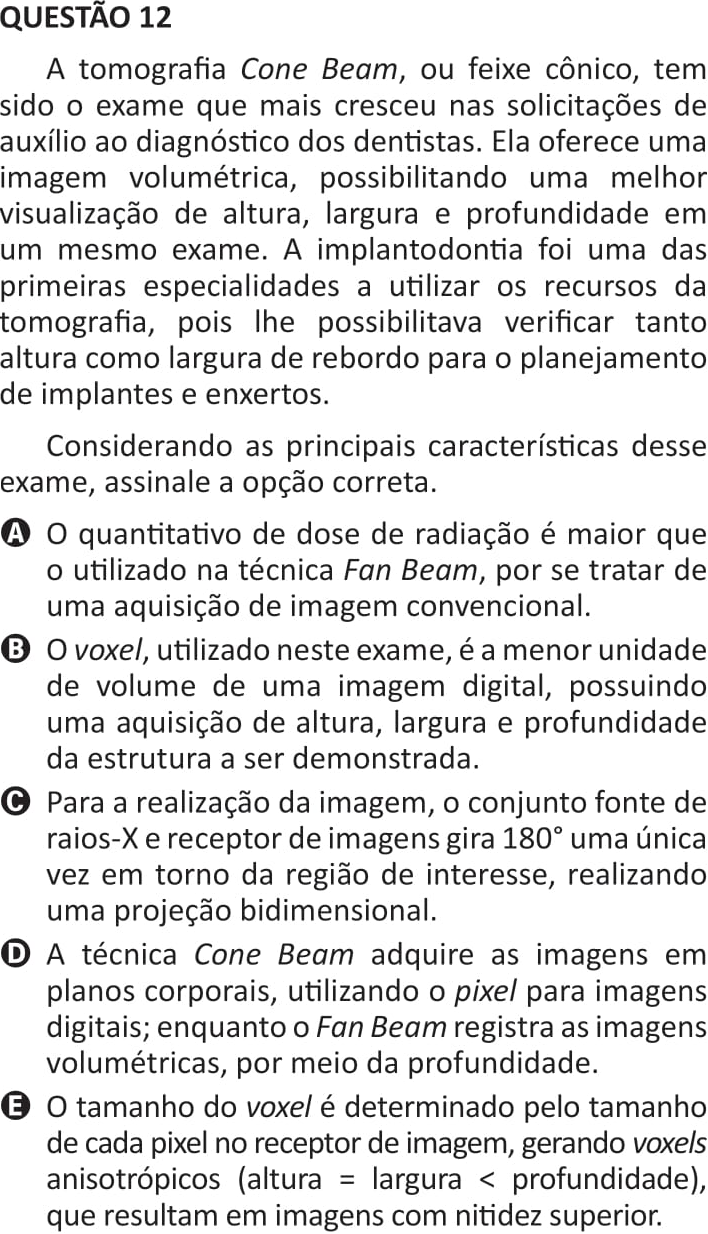 QUESTÃO 12
A tomografia Cone Beam, ou feixe cônico, tem
sido o exame que mais cresceu nas solicitações de
auxílio ao diagnóstico dos dentistas. Ela oferece uma
imagem volumétrica, possibilitando uma melhor
visualização de altura, largura e profundidade em
um mesmo exame. A implantodontia foi uma das
primeiras especialidades a utilizar os recursos da
tomografia, pois lhe possibilitava verificar tanto
altura como largura de rebordo para o planejamento
de implantes e enxertos.
Considerando as principais características desse
exame, assinale a opção correta.
A O quantitativo de dose de radiação é maior que
o utilizado na técnica Fan Beam, por se tratar de
uma aquisição de imagem convencional.
B O voxel, utilizado neste exame, é a menor unidade
de volume de uma imagem digital, possuindo
uma aquisição de altura, largura e profundidade
da estrutura a ser demonstrada.
C Para a realização da imagem, o conjunto fonte de
raios-X e receptor de imagens gira 180° uma única
vez em torno da região de interesse, realizando
uma projeção bidimensional.
D A técnica Cone Beam adquire as imagens em
planos corporais, utilizando o pixel para imagens
digitais; enquanto o Fan Beam registra as imagens
volumétricas, por meio da profundidade.
E O tamanho do voxel é determinado pelo tamanho
de cada pixel no receptor de imagem, gerando voxels
anisotrópicos (altura = largura < profundidade),
que resultam em imagens com nitidez superior.